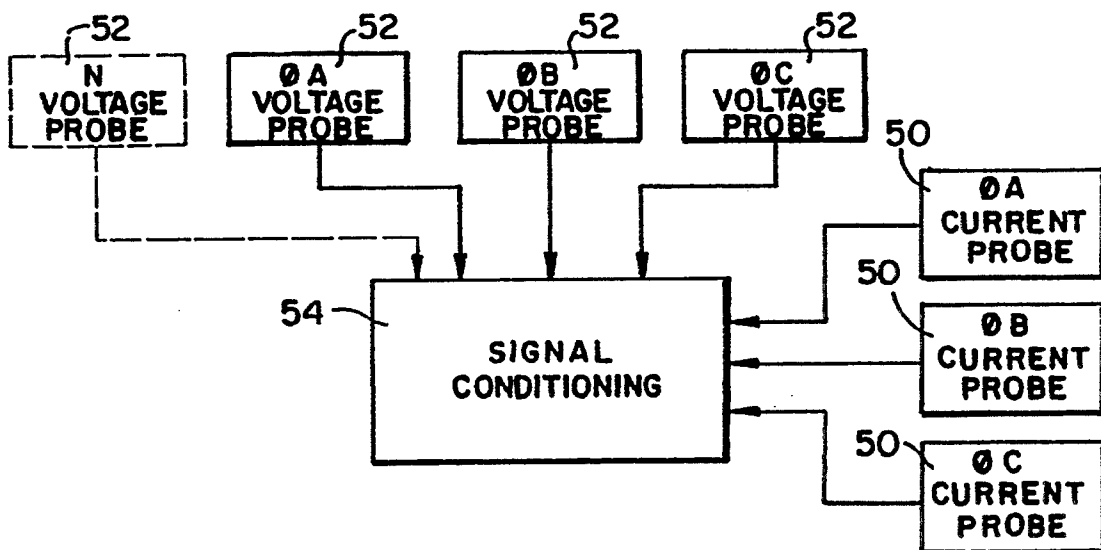 52
52
52
52
N
VOLTAGE
PROBE
ØA
VOLTAGE
PROBE
ØB
VOLTAGE
PROBE
ØC
VOLTAGE
PROBE
50
ØA
CURRENT
PROBE
50
ØB
CURRENT
PROBE
50
ØC
CURRENT
PROBE
54
SIGNAL
CONDITIONING